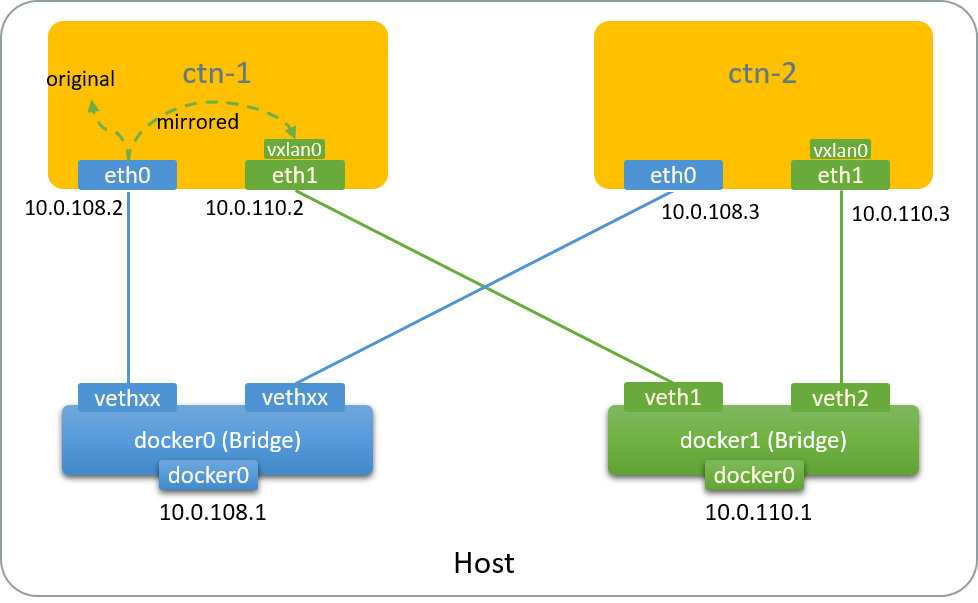 ctn-1
original
mirrored
vxlan0
eth0
eth1
10.0.108.2
10.0.110.2
ctn-2
vxlan0
eth0
eth1
10.0.108.3
10.0.110.3
vethxx
vethxx
docker0 (Bridge)
docker0
10.0.108.1
veth1
veth2
docker1 (Bridge)
docker0
10.0.110.1
Host